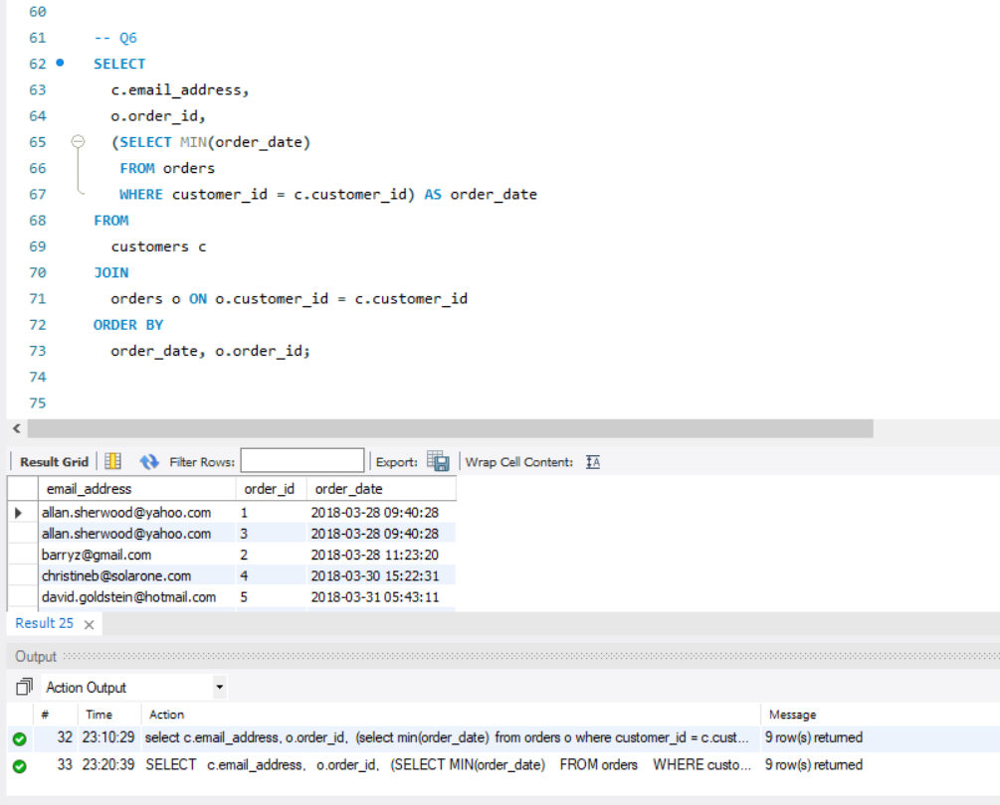 60
61 -- Q6
62 SELECT
63 c.email_address,
64 o.order_id,
65 (SELECT MIN(order_date)
66 FROM orders
67 WHERE customer_id = c.customer_id) AS order_date
68 FROM
69 customers c
70 JOIN
71 orders o ON o.customer_id = c.customer_id
72 ORDER BY
73 order_date, o.order_id;
74
75
Result Grid Filter Rows: Export: Wrap Cell Content:
email_address order_id order_date
allan.sherwood@yahoo.com 1 2018-03-28 09:40:28
allan.sherwood@yahoo.com 3 2018-03-28 09:40:28
barryz@gmail.com 2 2018-03-28 11:23:20
christineb@solarone.com 4 2018-03-30 15:22:31
david.goldstein@hotmail.com 5 2018-03-31 05:43:11
Result 25
Output
Action Output
# Time Action Message
32 23:10:29 select c.email_address, o.order_id, (select min(order_date) from orders o where customer_id = c.cust... 9 row(s) returned
33 23:20:39 SELECT c.email_address, o.order_id, (SELECT MIN(order_date) FROM orders WHERE custo... 9 row(s) returned